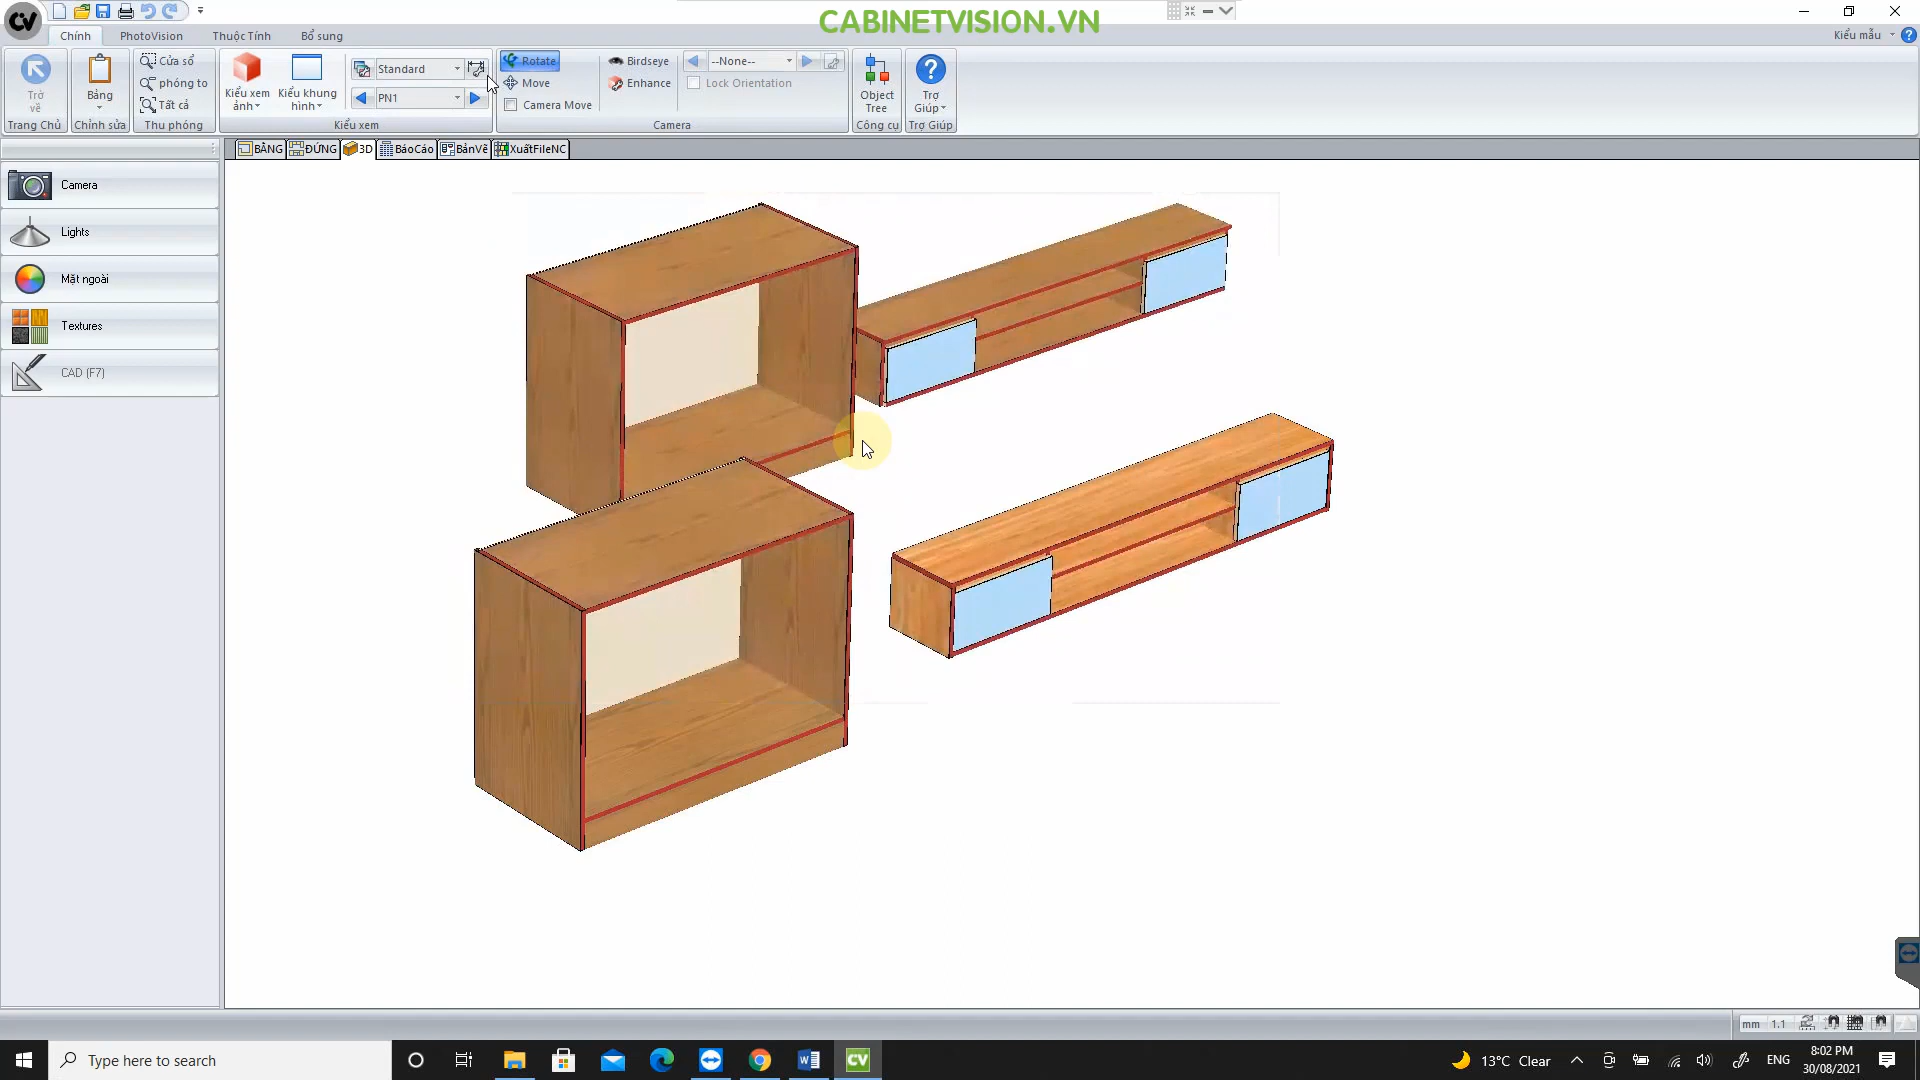 CV
CABINETVISION.VN
Chính
PhotoVision
Thuộc Tính
Bổ sung
Kiểu mẫu
Trở về
Trang Chủ
Bảng
Chỉnh sửa
Cửa sổ
phóng to
Tất cả
Thu phóng
Kiểu xem ảnh
Kiểu khung hình
Standard
PN1
Kiểu xem
Rotate
Move
Camera Move
Birdseye
Enhance
--None--
Lock Orientation
Camera
Object Tree
Công cụ
Trợ Giúp
Trợ Giúp
BẰNG
ĐỨNG
3D
BáoCáo
BảnVẽ
XuấtFileNC
Camera
Lights
Mặt ngoài
Textures
CAD (F7)
mm
1.1
Type here to search
CV
13°C Clear
ENG
8:02 PM
30/08/2021